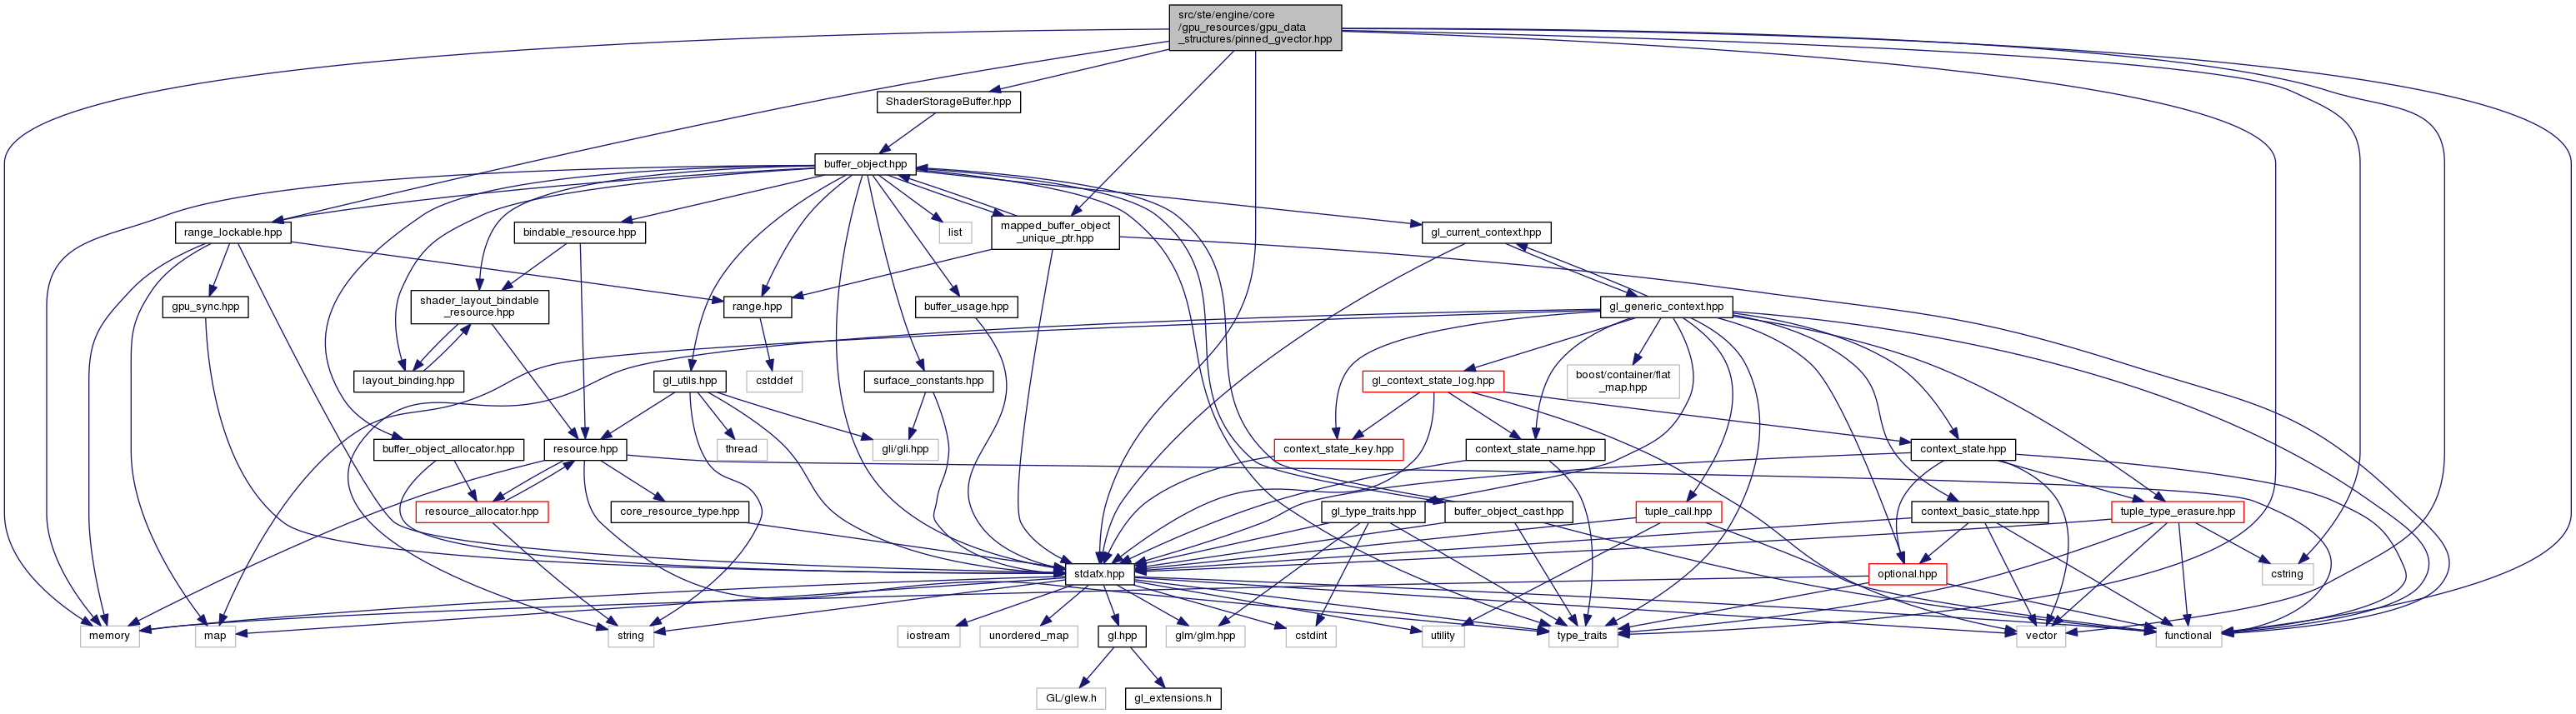 src/ste/engine/core
/gpu_resources/gpu_data
_structures/pinned_gvector.hpp
ShaderStorageBuffer.hpp
buffer_object.hpp
range_lockable.hpp
bindable_resource.hpp
list
mapped_buffer_object
_unique_ptr.hpp
gl_current_context.hpp
gpu_sync.hpp
shader_layout_bindable
_resource.hpp
range.hpp
buffer_usage.hpp
gl_generic_context.hpp
layout_binding.hpp
gl_utils.hpp
cstddef
surface_constants.hpp
gl_context_state_log.hpp
boost/container/flat
_map.hpp
buffer_object_allocator.hpp
resource.hpp
thread
gli/gli.hpp
context_state_key.hpp
context_state_name.hpp
context_state.hpp
resource_allocator.hpp
core_resource_type.hpp
gl_type_traits.hpp
buffer_object_cast.hpp
tuple_call.hpp
context_basic_state.hpp
tuple_type_erasure.hpp
stdafx.hpp
optional.hpp
cstring
memory
map
string
iostream
unordered_map
gl.hpp
glm/glm.hpp
cstdint
utility
type_traits
vector
functional
GL/glew.h
gl_extensions.h